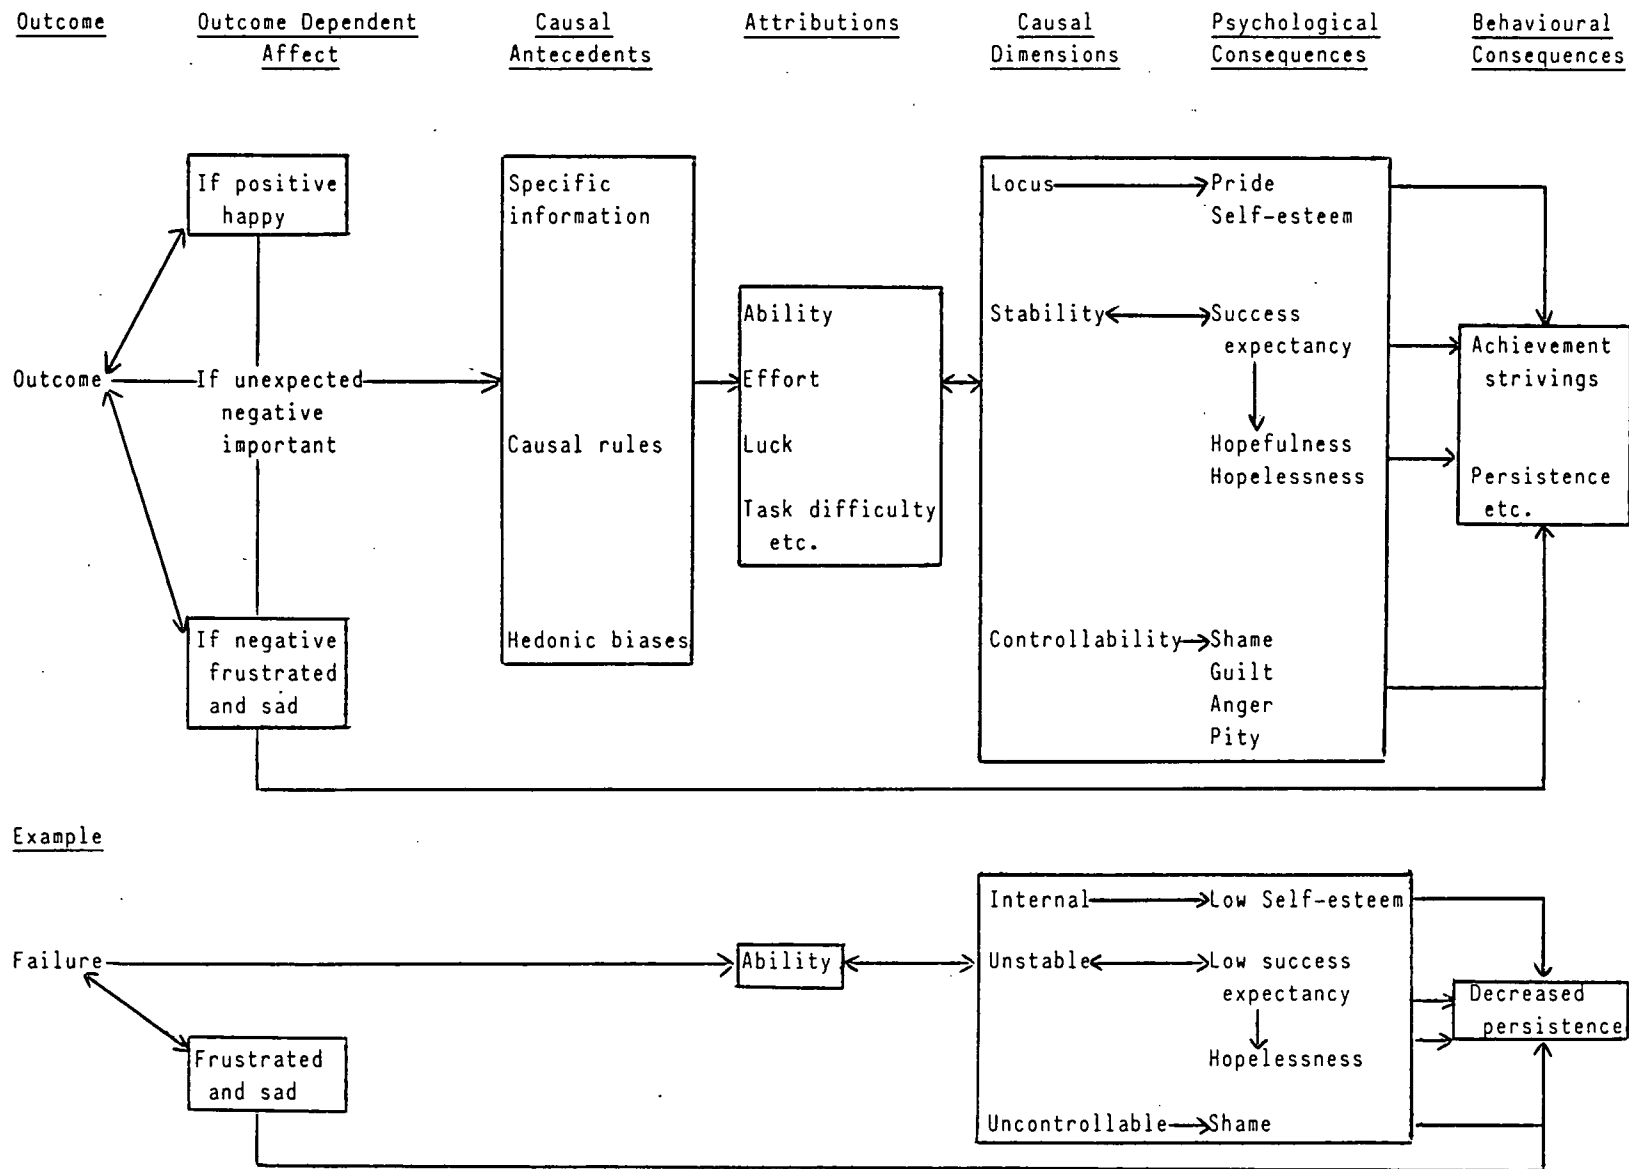 Outcome
Outcome Dependent
Affect
Causal
Antecedents
Attributions
Causal
Dimensions
Psychological
Consequences
Behavioural
Consequences
Outcome
If positive
happy
If unexpected
negative
important
If negative
frustrated
and sad
Specific
information
Causal rules
Hedonic biases
Ability
Effort
Luck
Task difficulty
etc.
Locus
Pride
Self-esteem
Stability
Success
expectancy
Hopefulness
Hopelessness
Controllability
Shame
Guilt
Anger
Pity
Achievement
strivings
Persistence
etc.
Example
Failure
Frustrated
and sad
Ability
Internal
Low Self-esteem
Unstable
Low success
expectancy
Hopelessness
Uncontrollable
Shame
Decreased
persistence